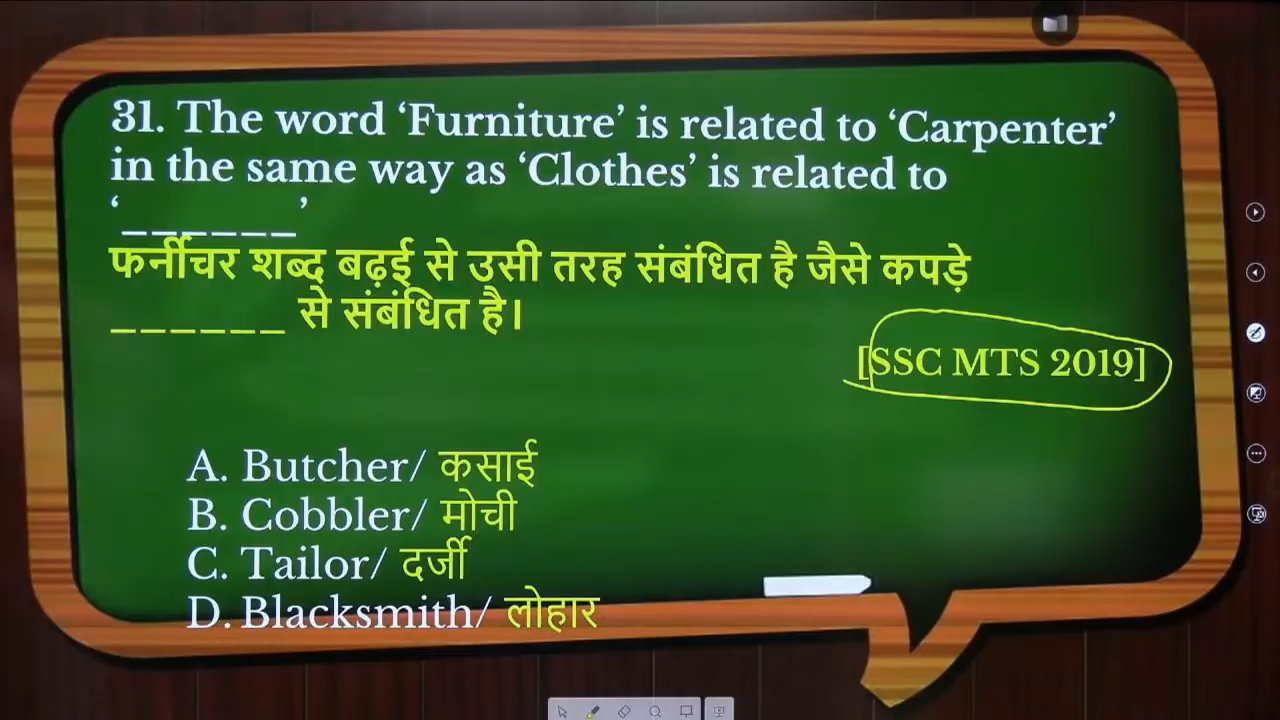 31. The word ‘Furniture’ is related to ‘Carpenter’
in the same way as ‘Clothes’ is related to
‘______’
फर्नीचर शब्द बढ़ई से उसी तरह संबंधित है जैसे कपड़े
______ से संबंधित है।
[SSC MTS 2019]
A. Butcher/ कसाई
B. Cobbler/ मोची
C. Tailor/ दर्जी
D. Blacksmith/ लोहार